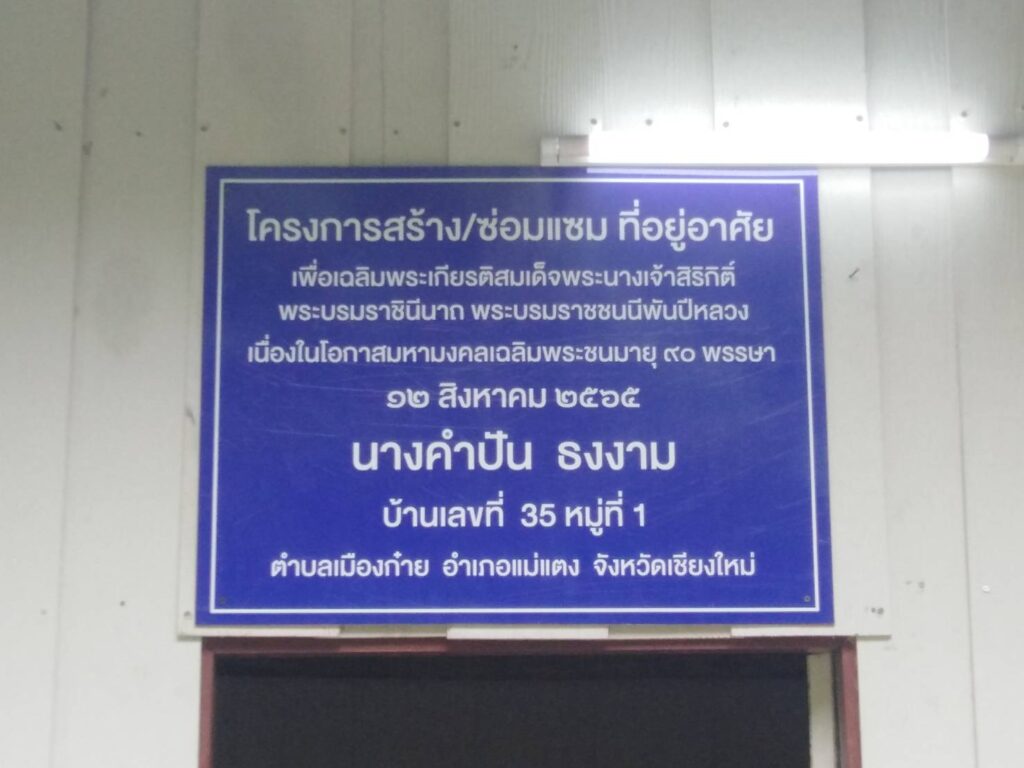 โครงการสร้าง/ซ่อมแซม ที่อยู่อาศัย
เพื่อเฉลิมพระเกียรติสมเด็จพระนางเจ้าสิริกิติ์
พระบรมราชินีนาถ พระบรมราชชนนีพันปีหลวง
เนื่องในโอกาสมหามงคลเฉลิมพระชนมายุ ๙๐ พรรษา
๑๒ สิงหาคม ๒๕๖๕
นางคำปัน ธงงาม
บ้านเลขที่ 35 หมู่ที่ 1
ตำบลเมืองก๋าย อำเภอแม่แตง จังหวัดเชียงใหม่